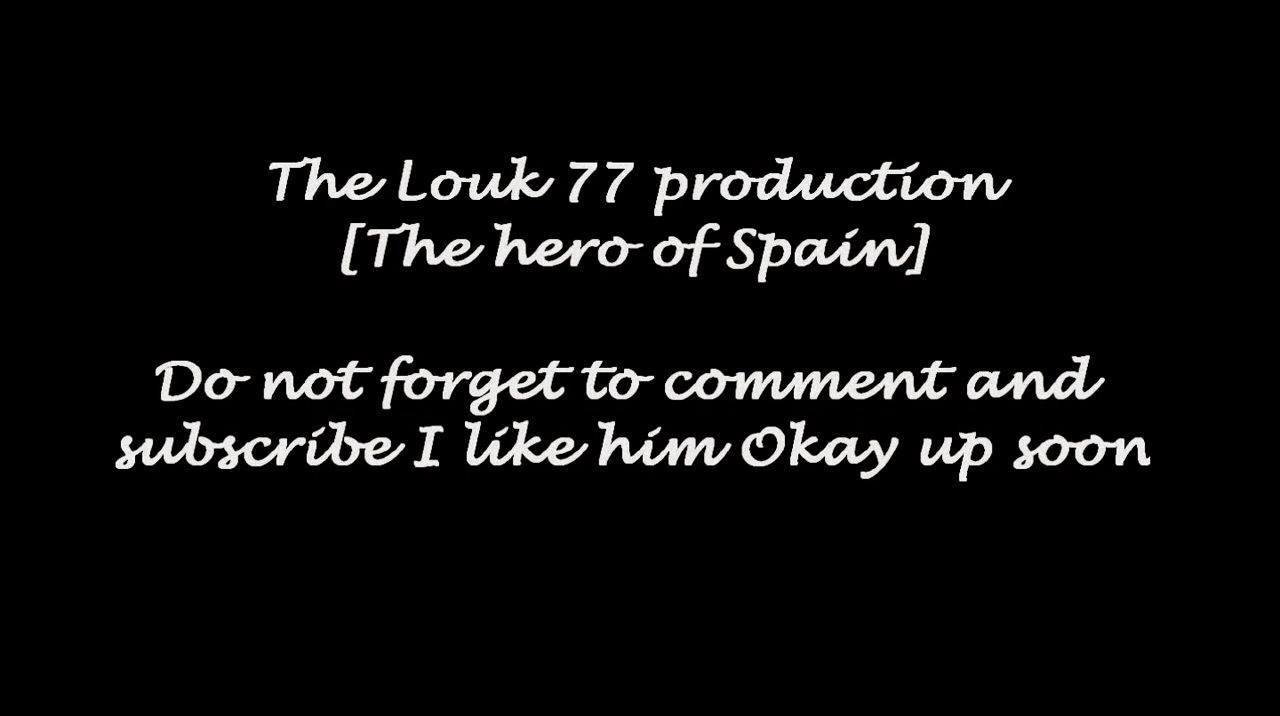 The Louk 77 production
[The hero of Spain]
Do not forget to comment and
subscribe I like him Okay up soon